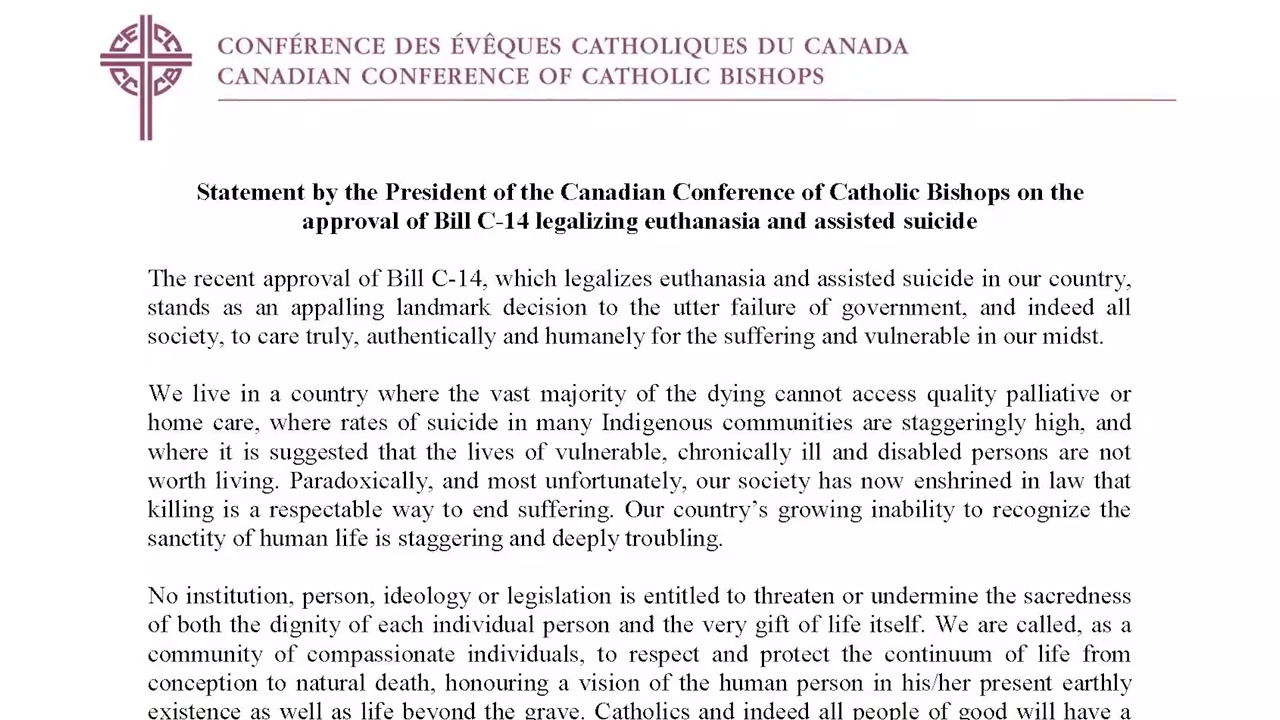 CONFÉRENCE DES ÉVÊQUES CATHOLIQUES DU CANADA
CANADIAN CONFERENCE OF CATHOLIC BISHOPS
CECC
CCCB
Statement by the President of the Canadian Conference of Catholic Bishops on the
approval of Bill C-14 legalizing euthanasia and assisted suicide
The recent approval of Bill C-14, which legalizes euthanasia and assisted suicide in our country,
stands as an appalling landmark decision to the utter failure of government, and indeed all
society, to care truly, authentically and humanely for the suffering and vulnerable in our midst.
We live in a country where the vast majority of the dying cannot access quality palliative or
home care, where rates of suicide in many Indigenous communities are staggeringly high, and
where it is suggested that the lives of vulnerable, chronically ill and disabled persons are not
worth living. Paradoxically, and most unfortunately, our society has now enshrined in law that
killing is a respectable way to end suffering. Our country’s growing inability to recognize the
sanctity of human life is staggering and deeply troubling.
No institution, person, ideology or legislation is entitled to threaten or undermine the sacredness
of both the dignity of each individual person and the very gift of life itself. We are called, as a
community of compassionate individuals, to respect and protect the continuum of life from
conception to natural death, honouring a vision of the human person in his/her present earthly
existence as well as life beyond the grave. Catholics and indeed all people of good will have a